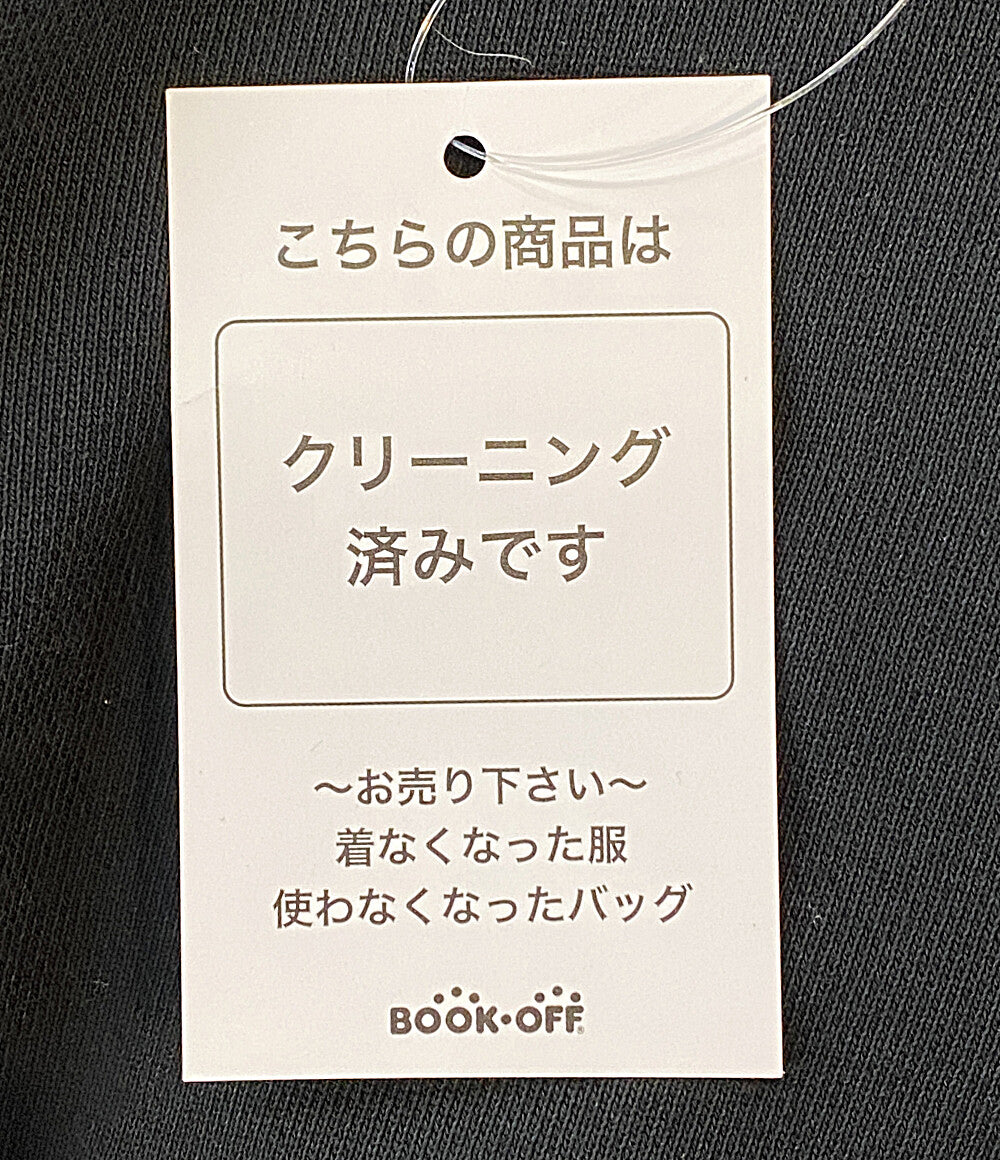 こちらの商品は
クリーニング
済みです
～お売り下さい～
着なくなった服
使わなくなったバッグ
BOOK・OFF®